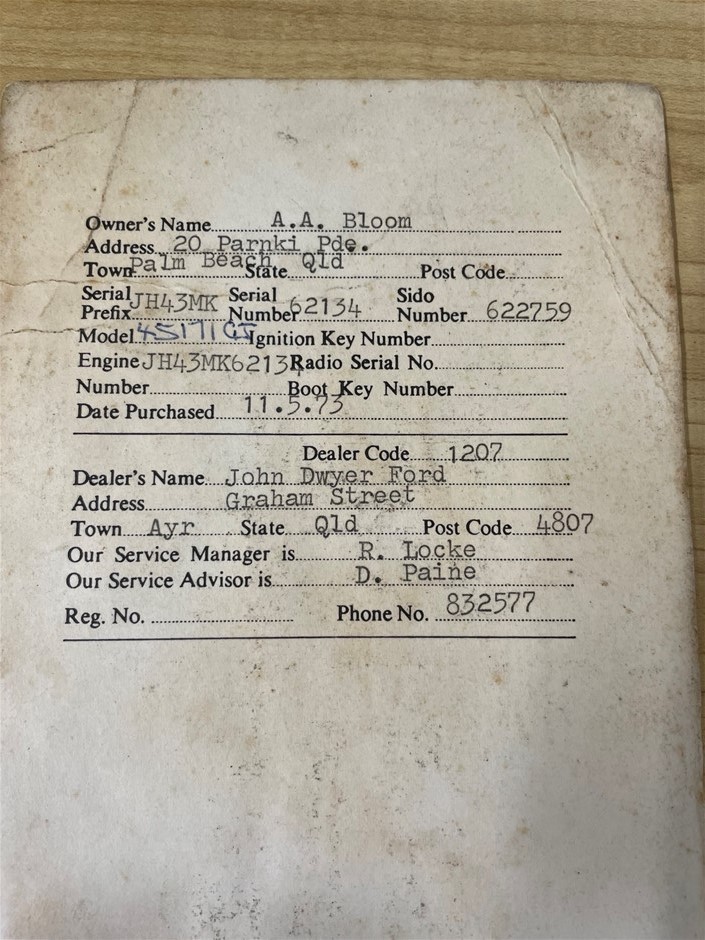 Owner's Name A.A. Bloom
Address 20 Parnki Pde.
Town Palm Beach State Qld Post Code
Serial Prefix JH43MK Serial Number 62134 Sido Number 622759
Model Ignition Key Number
Engine JH43MK62134 Radio Serial No.
Number Boot Key Number
Date Purchased 11.5.73
Dealer Code 1207
Dealer's Name John Dwyer Ford
Address Graham Street
Town Ayr State Qld Post Code 4807
Our Service Manager is R. Locke
Our Service Advisor is D. Paine
Reg. No. Phone No. 832577